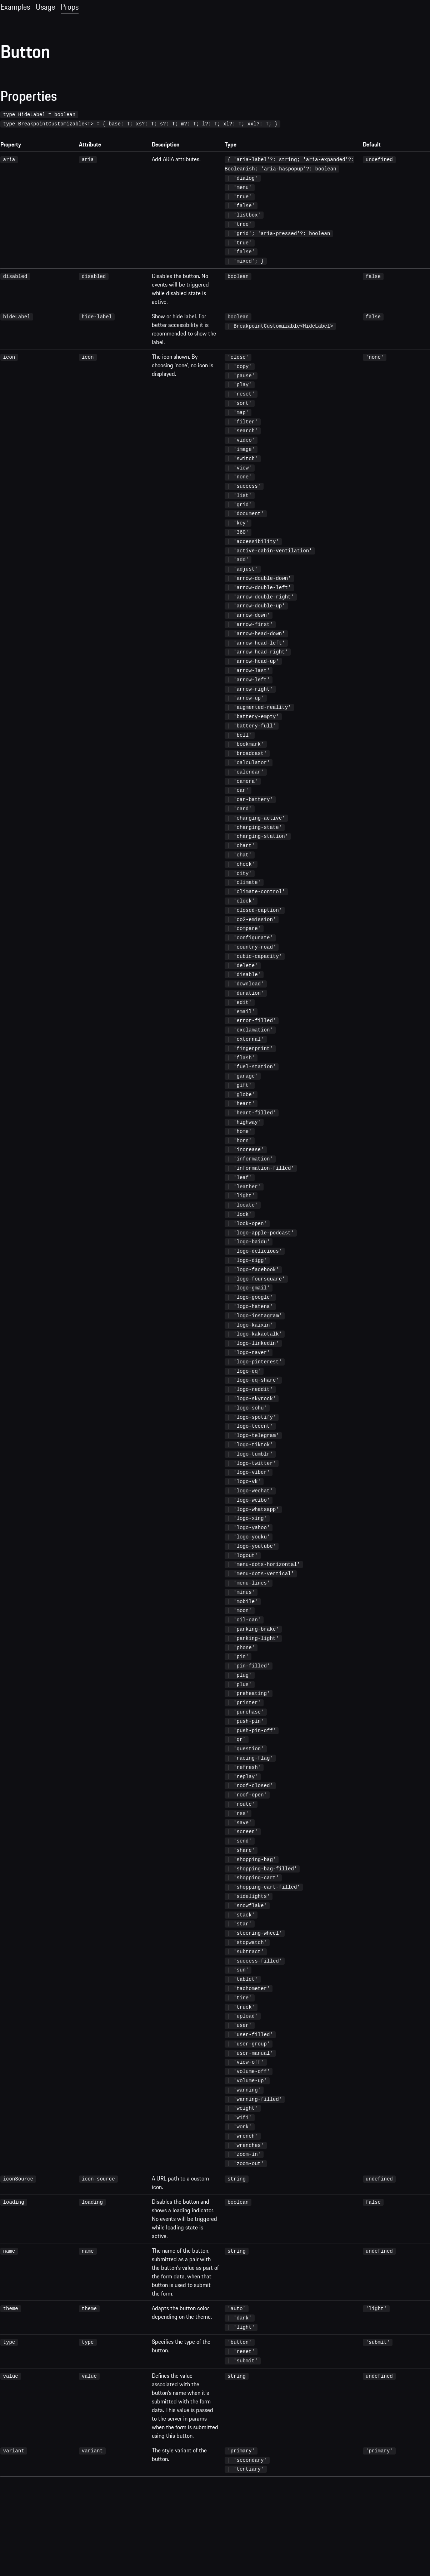 Examples Usage Props
Button
Properties
type HideLabel = boolean
type BreakpointCustomizable<T> = { base: T; xs?: T; s?: T; m?: T; l?: T; xl?: T; xxl?: T; }
Property Attribute Description Type Default
aria aria Add ARIA attributes. { 'aria-label'?: string; 'aria-expanded'?: undefined
Booleanish; 'aria-haspopup'?: boolean
| 'dialog'
| 'menu'
| 'true'
| 'false'
| 'listbox'
| 'tree'
| 'grid'; 'aria-pressed'?: boolean
| 'true'
| 'false'
| 'mixed'; }
disabled disabled Disables the button. No boolean false
events will be triggered
while disabled state is
active.
hideLabel hide-label Show or hide label. For boolean false
better accessibility it is | BreakpointCustomizable<HideLabel>
recommended to show the
label.
icon icon The icon shown. By 'close' 'none'
choosing 'none', no icon is | 'copy'
displayed. | 'pause'
| 'play'
| 'reset'
| 'sort'
| 'map'
| 'filter'
| 'search'
| 'video'
| 'image'
| 'switch'
| 'view'
| 'none'
| 'success'
| 'list'
| 'grid'
| 'document'
| 'key'
| '360'
| 'accessibility'
| 'active-cabin-ventilation'
| 'add'
| 'adjust'
| 'arrow-double-down'
| 'arrow-double-left'
| 'arrow-double-right'
| 'arrow-double-up'
| 'arrow-down'
| 'arrow-first'
| 'arrow-head-down'
| 'arrow-head-left'
| 'arrow-head-right'
| 'arrow-head-up'
| 'arrow-last'
| 'arrow-left'
| 'arrow-right'
| 'arrow-up'
| 'augmented-reality'
| 'battery-empty'
| 'battery-full'
| 'bell'
| 'bookmark'
| 'broadcast'
| 'calculator'
| 'calendar'
| 'camera'
| 'car'
| 'car-battery'
| 'card'
| 'charging-active'
| 'charging-state'
| 'charging-station'
| 'chart'
| 'chat'
| 'check'
| 'city'
| 'climate'
| 'climate-control'
| 'clock'
| 'closed-caption'
| 'co2-emission'
| 'compare'
| 'configurate'
| 'country-road'
| 'cubic-capacity'
| 'delete'
| 'disable'
| 'download'
| 'duration'
| 'edit'
| 'email'
| 'error-filled'
| 'exclamation'
| 'external'
| 'fingerprint'
| 'flash'
| 'fuel-station'
| 'garage'
| 'gift'
| 'globe'
| 'heart'
| 'heart-filled'
| 'highway'
| 'home'
| 'horn'
| 'increase'
| 'information'
| 'information-filled'
| 'leaf'
| 'leather'
| 'light'
| 'locate'
| 'lock'
| 'lock-open'
| 'logo-apple-podcast'
| 'logo-baidu'
| 'logo-delicious'
| 'logo-digg'
| 'logo-facebook'
| 'logo-foursquare'
| 'logo-gmail'
| 'logo-google'
| 'logo-hatena'
| 'logo-instagram'
| 'logo-kaixin'
| 'logo-kakaotalk'
| 'logo-linkedin'
| 'logo-naver'
| 'logo-pinterest'
| 'logo-qq'
| 'logo-qq-share'
| 'logo-reddit'
| 'logo-skyrock'
| 'logo-sohu'
| 'logo-spotify'
| 'logo-tecent'
| 'logo-telegram'
| 'logo-tiktok'
| 'logo-tumblr'
| 'logo-twitter'
| 'logo-viber'
| 'logo-vk'
| 'logo-wechat'
| 'logo-weibo'
| 'logo-whatsapp'
| 'logo-xing'
| 'logo-yahoo'
| 'logo-youku'
| 'logo-youtube'
| 'logout'
| 'menu-dots-horizontal'
| 'menu-dots-vertical'
| 'menu-lines'
| 'minus'
| 'mobile'
| 'moon'
| 'oil-can'
| 'parking-brake'
| 'parking-light'
| 'phone'
| 'pin'
| 'pin-filled'
| 'plug'
| 'plus'
| 'preheating'
| 'printer'
| 'purchase'
| 'push-pin'
| 'push-pin-off'
| 'qr'
| 'question'
| 'racing-flag'
| 'refresh'
| 'replay'
| 'roof-closed'
| 'roof-open'
| 'route'
| 'rss'
| 'save'
| 'screen'
| 'send'
| 'share'
| 'shopping-bag'
| 'shopping-bag-filled'
| 'shopping-cart'
| 'shopping-cart-filled'
| 'sidelights'
| 'snowflake'
| 'stack'
| 'star'
| 'steering-wheel'
| 'stopwatch'
| 'subtract'
| 'success-filled'
| 'sun'
| 'tablet'
| 'tachometer'
| 'tire'
| 'truck'
| 'upload'
| 'user'
| 'user-filled'
| 'user-group'
| 'user-manual'
| 'view-off'
| 'volume-off'
| 'volume-up'
| 'warning'
| 'warning-filled'
| 'weight'
| 'wifi'
| 'work'
| 'wrench'
| 'wrenches'
| 'zoom-in'
| 'zoom-out'
iconSource icon-source A URL path to a custom string undefined
icon.
loading loading Disables the button and boolean false
shows a loading indicator.
No events will be triggered
while loading state is
active.
name name The name of the button, string undefined
submitted as a pair with
the button's value as part of
the form data, when that
button is used to submit
the form.
theme theme Adapts the button color 'auto' 'light'
depending on the theme. | 'dark'
| 'light'
type type Specifies the type of the 'button' 'submit'
button. | 'reset'
| 'submit'
value value Defines the value string undefined
associated with the
button's name when it's
submitted with the form
data. This value is passed
to the server in params
when the form is submitted
using this button.
variant variant The style variant of the 'primary' 'primary'
button. | 'secondary'
| 'tertiary'